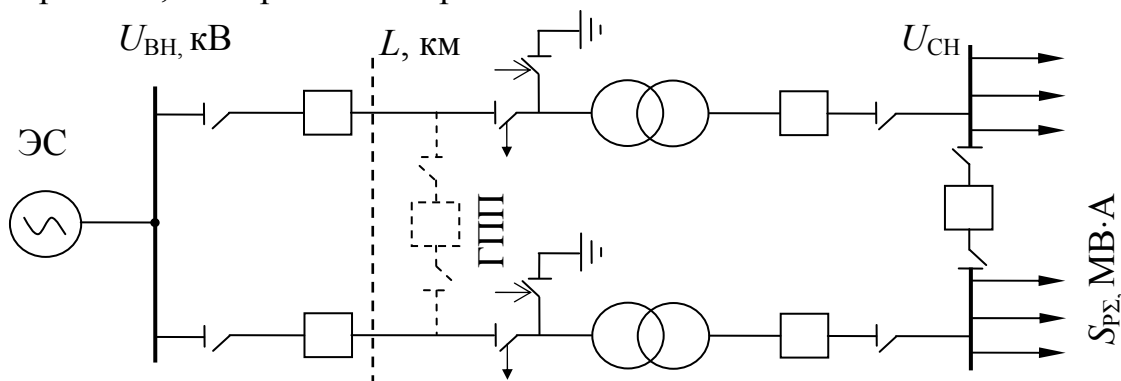 U_ВН, кВ
L, км
U_СН
ЭС
ГПП
S_РΣ, МВ·А